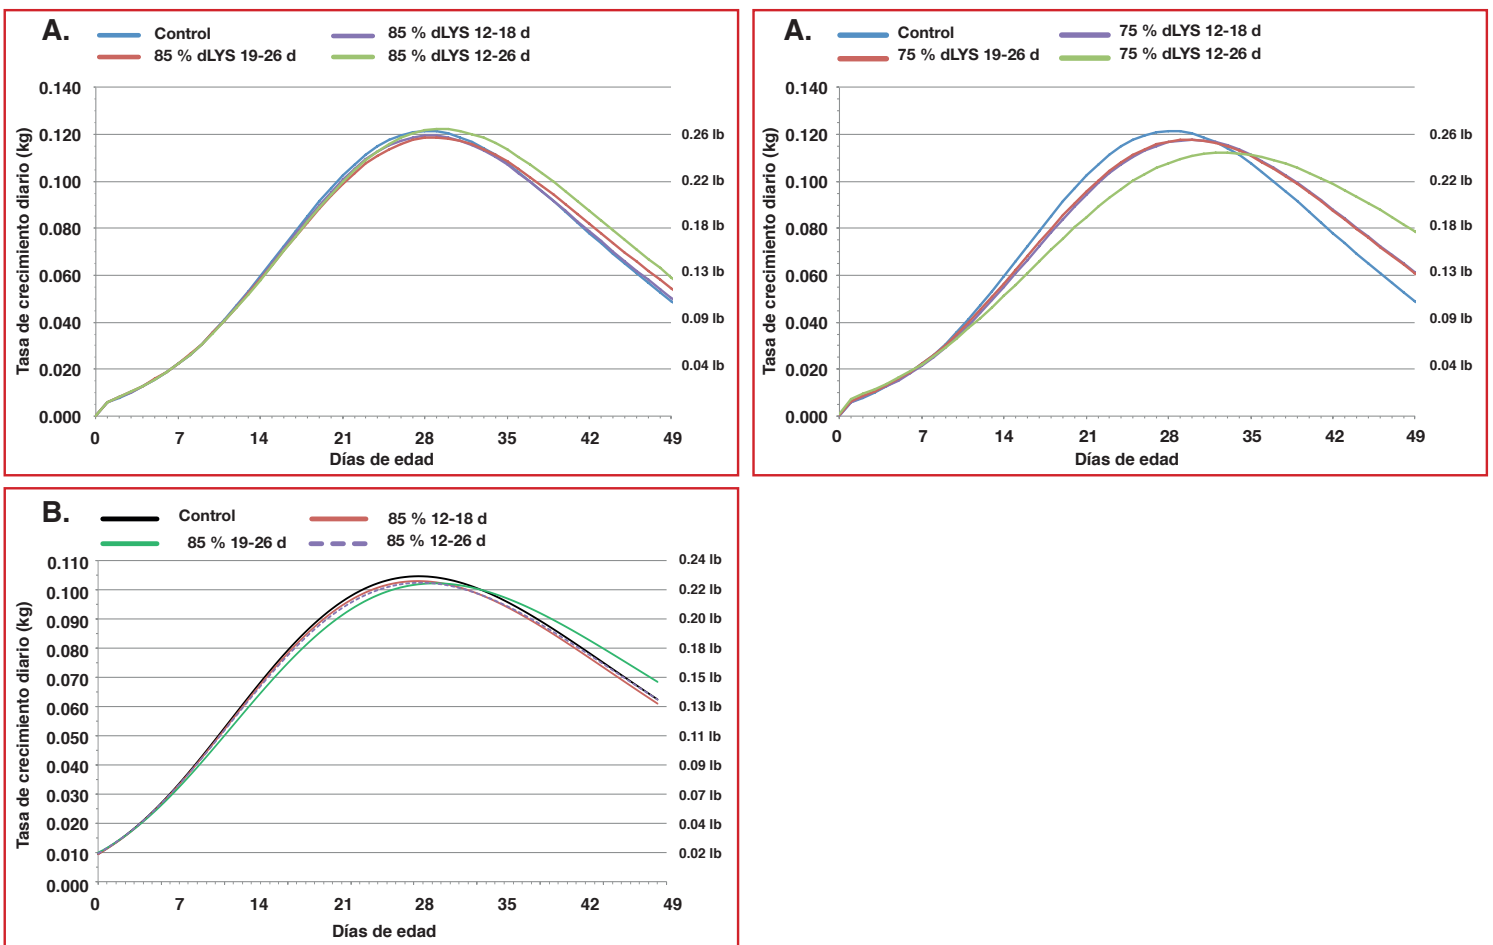 A.
Control
85 % dLYS 12-18 d
85 % dLYS 19-26 d
85 % dLYS 12-26 d
Tasa de crecimiento diario (kg)
0.140
0.120
0.100
0.080
0.060
0.040
0.020
0.000
0.26 lb
0.22 lb
0.18 lb
0.13 lb
0.09 lb
0.04 lb
0 7 14 21 28 35 42 49
Días de edad
A.
Control
75 % dLYS 12-18 d
75 % dLYS 19-26 d
75 % dLYS 12-26 d
Tasa de crecimiento diario (kg)
0.140
0.120
0.100
0.080
0.060
0.040
0.020
0.000
0.26 lb
0.22 lb
0.18 lb
0.13 lb
0.09 lb
0.04 lb
0 7 14 21 28 35 42 49
Días de edad
B.
Control
85 % 12-18 d
85 % 19-26 d
85 % 12-26 d
Tasa de crecimiento diario (kg)
0.110
0.100
0.090
0.080
0.070
0.060
0.050
0.040
0.030
0.020
0.010
0.000
0.24 lb
0.22 lb
0.20 lb
0.18 lb
0.15 lb
0.13 lb
0.11 lb
0.09 lb
0.07 lb
0.04 lb
0.02 lb
0 7 14 21 28 35 42 49
Días de edad